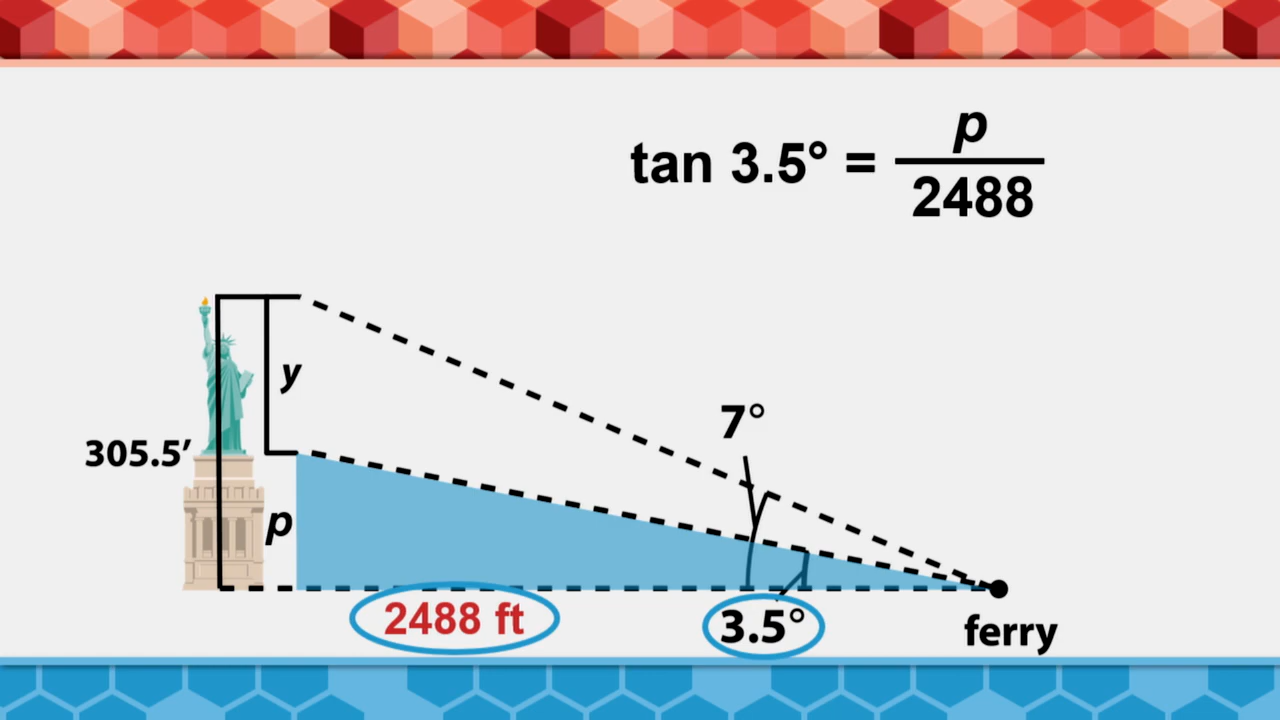 tan 3.5° = p
2488
y
7°
305.5’
p
2488 ft
3.5°
ferry